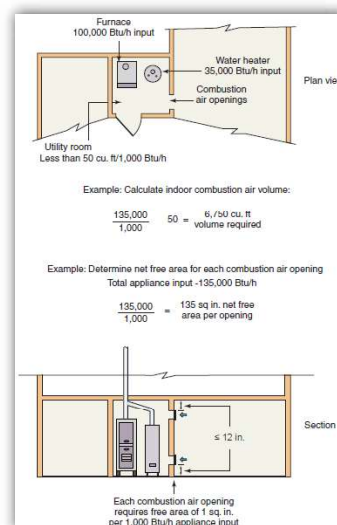 Furnace
100,000 Btu/h input
Water heater
35,000 Btu/h input
Combustion
air openings
Plan vie
Utility room
Less than 50 cu. ft/1,000 Btu/h
Example: Calculate indoor combustion air volume:
135,000
1,000
50 = 6,750 cu. ft
volume required
Example: Determine net free area for each combustion air opening
Total appliance input -135,000 Btu/h
135,000
1,000
= 135 sq in. net free
area per opening
≤ 12 in.
Section
Each combustion air opening
requires free area of 1 sq. in.
per 1,000 Btu/h appliance input